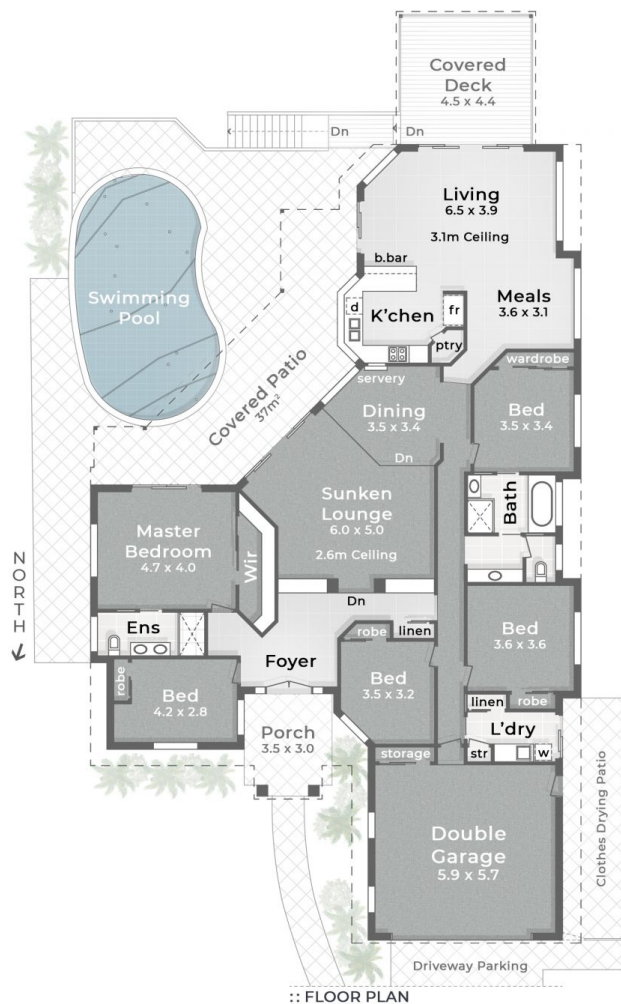 Covered
Deck
4.5 x 4.4
Dn
Dn
Living
6.5 x 3.9
3.1m Ceiling
b.bar
Swimming
Pool
d
K'chen
fr
Meals
3.6 x 3.1
ptry
Covered Patio
37m²
servery
wardrobe
Dining
3.5 x 3.4
Bed
3.5 x 3.4
Dn
Sunken
Lounge
6.0 x 5.0
2.6m Ceiling
Bath
Master
Bedroom
4.7 x 4.0
Wir
NORTH
Dn
Ens
robe
linen
Foyer
Bed
3.6 x 3.6
robe
Bed
4.2 x 2.8
Bed
3.5 x 3.2
linen
robe
L'dry
Porch
3.5 x 3.0
storage
str
w
Double
Garage
5.9 x 5.7
Clothes Drying Patio
Driveway Parking
:: FLOOR PLAN